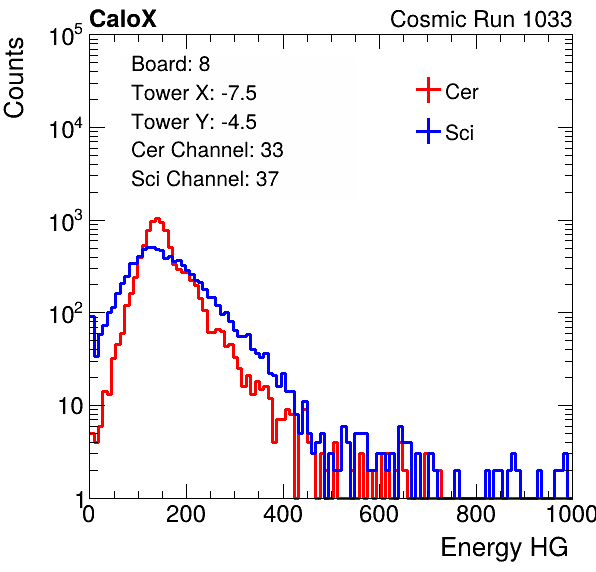 CaloX Cosmic Run 1033
Counts
10^5
10^4
10^3
10^2
10
1
Board: 8
Tower X: -7.5
Tower Y: -4.5
Cer Channel: 33
Sci Channel: 37
Cer
Sci
0 200 400 600 800 1000
Energy HG